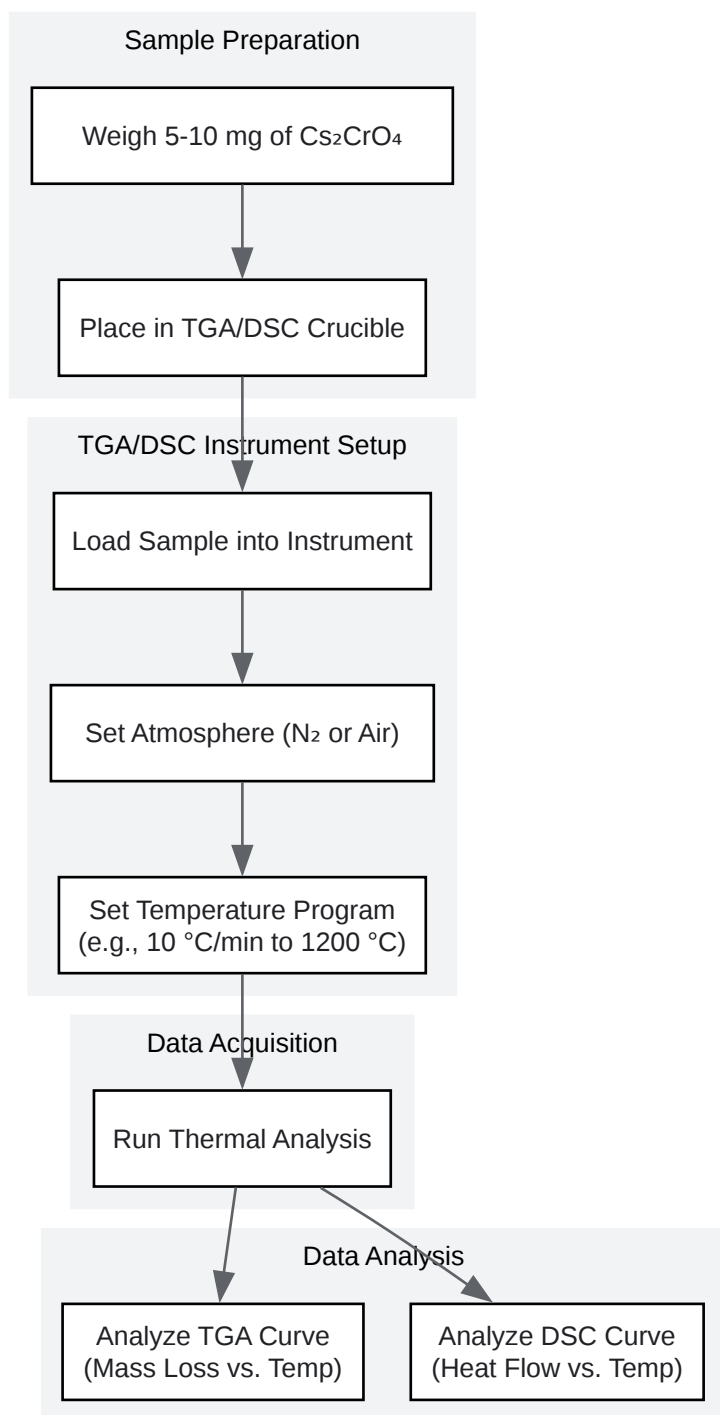 Sample Preparation
Weigh 5-10 mg of Cs₂CrO₄
Place in TGA/DSC Crucible
TGA/DSC Instrument Setup
Load Sample into Instrument
Set Atmosphere (N₂ or Air)
Set Temperature Program
(e.g., 10 °C/min to 1200 °C)
Data Acquisition
Run Thermal Analysis
Data Analysis
Analyze TGA Curve
(Mass Loss vs. Temp)
Analyze DSC Curve
(Heat Flow vs. Temp)